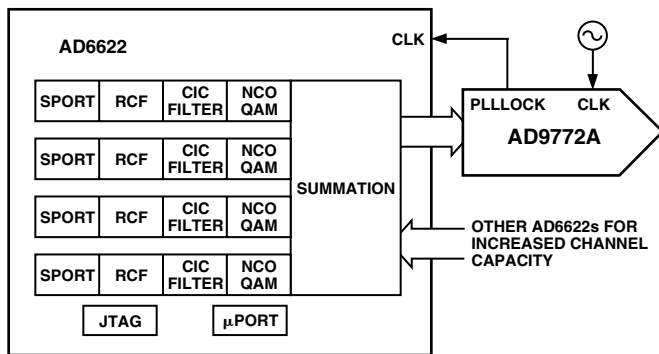 AD6622
CLK
PLLLOCK CLK
AD9772A
SPORT RCF CIC FILTER NCO QAM
SPORT RCF CIC FILTER NCO QAM
SUMMATION
SPORT RCF CIC FILTER NCO QAM
SPORT RCF CIC FILTER NCO QAM
OTHER AD6622s FOR
INCREASED CHANNEL
CAPACITY
JTAG µPORT